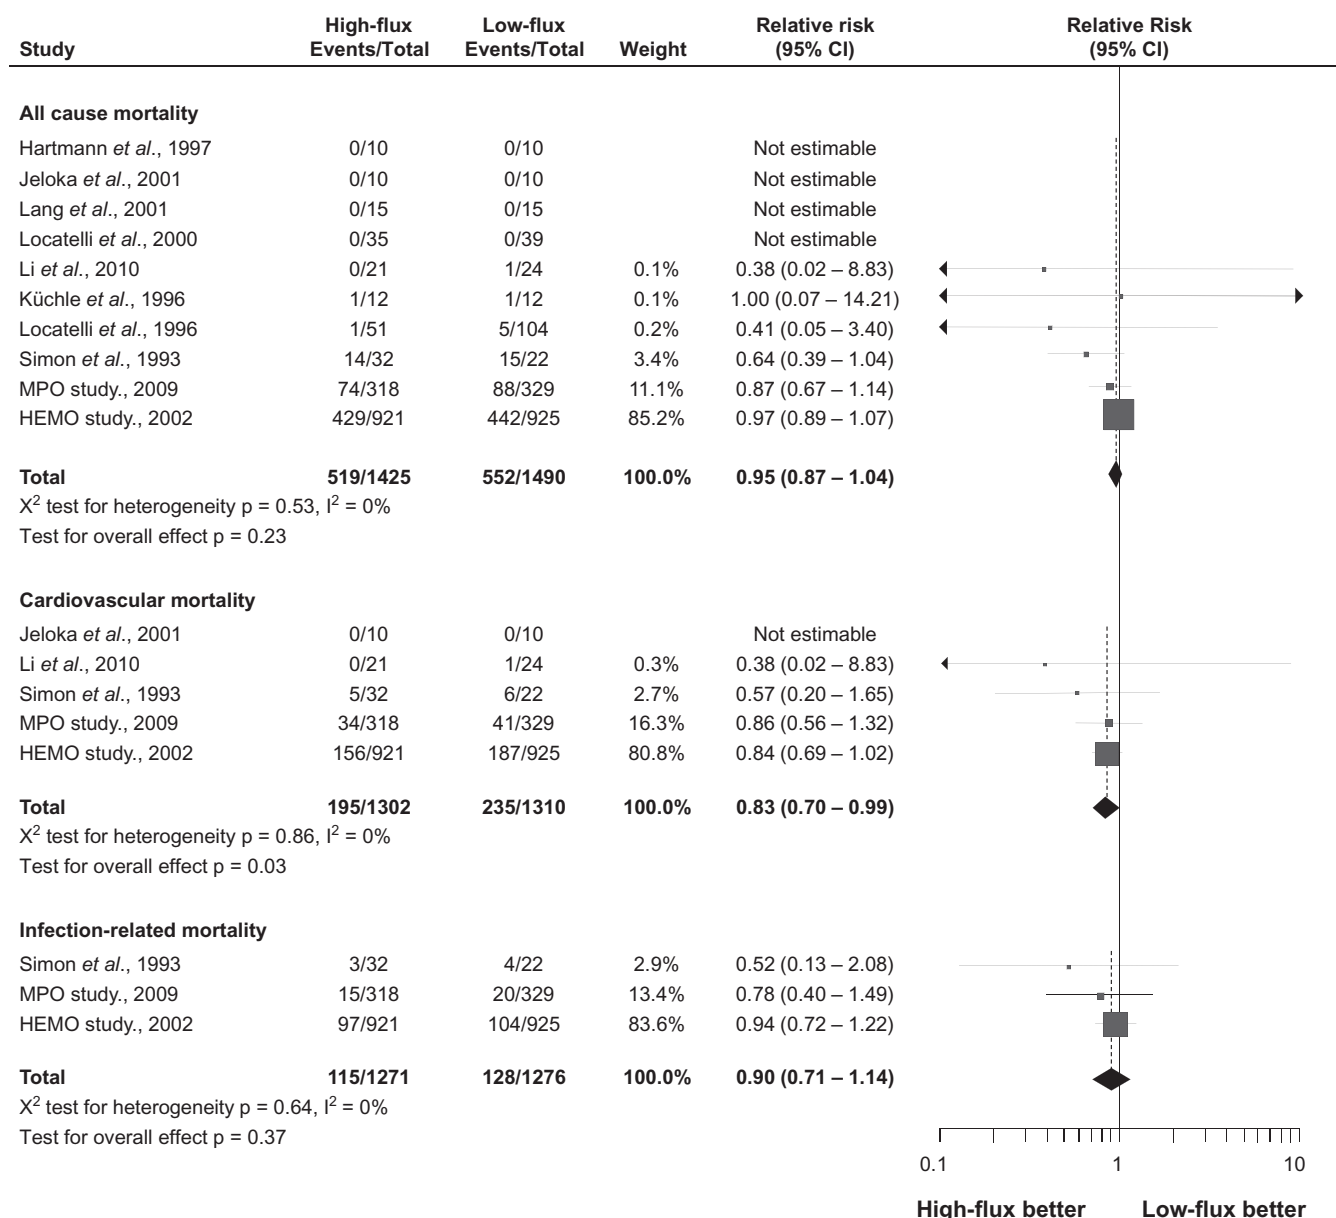 Study High-flux Events/Total Low-flux Events/Total Weight Relative risk (95% CI) Relative Risk (95% CI)
All cause mortality
Hartmann et al., 1997 0/10 0/10 Not estimable
Jeloka et al., 2001 0/10 0/10 Not estimable
Lang et al., 2001 0/15 0/15 Not estimable
Locatelli et al., 2000 0/35 0/39 Not estimable
Li et al., 2010 0/21 1/24 0.1% 0.38 (0.02 – 8.83)
Küchle et al., 1996 1/12 1/12 0.1% 1.00 (0.07 – 14.21)
Locatelli et al., 1996 1/51 5/104 0.2% 0.41 (0.05 – 3.40)
Simon et al., 1993 14/32 15/22 3.4% 0.64 (0.39 – 1.04)
MPO study., 2009 74/318 88/329 11.1% 0.87 (0.67 – 1.14)
HEMO study., 2002 429/921 442/925 85.2% 0.97 (0.89 – 1.07)
Total 519/1425 552/1490 100.0% 0.95 (0.87 – 1.04)
X² test for heterogeneity p = 0.53, I² = 0%
Test for overall effect p = 0.23
Cardiovascular mortality
Jeloka et al., 2001 0/10 0/10 Not estimable
Li et al., 2010 0/21 1/24 0.3% 0.38 (0.02 – 8.83)
Simon et al., 1993 5/32 6/22 2.7% 0.57 (0.20 – 1.65)
MPO study., 2009 34/318 41/329 16.3% 0.86 (0.56 – 1.32)
HEMO study., 2002 156/921 187/925 80.8% 0.84 (0.69 – 1.02)
Total 195/1302 235/1310 100.0% 0.83 (0.70 – 0.99)
X² test for heterogeneity p = 0.86, I² = 0%
Test for overall effect p = 0.03
Infection-related mortality
Simon et al., 1993 3/32 4/22 2.9% 0.52 (0.13 – 2.08)
MPO study., 2009 15/318 20/329 13.4% 0.78 (0.40 – 1.49)
HEMO study., 2002 97/921 104/925 83.6% 0.94 (0.72 – 1.22)
Total 115/1271 128/1276 100.0% 0.90 (0.71 – 1.14)
X² test for heterogeneity p = 0.64, I² = 0%
Test for overall effect p = 0.37
0.1 1 10
High-flux better Low-flux better